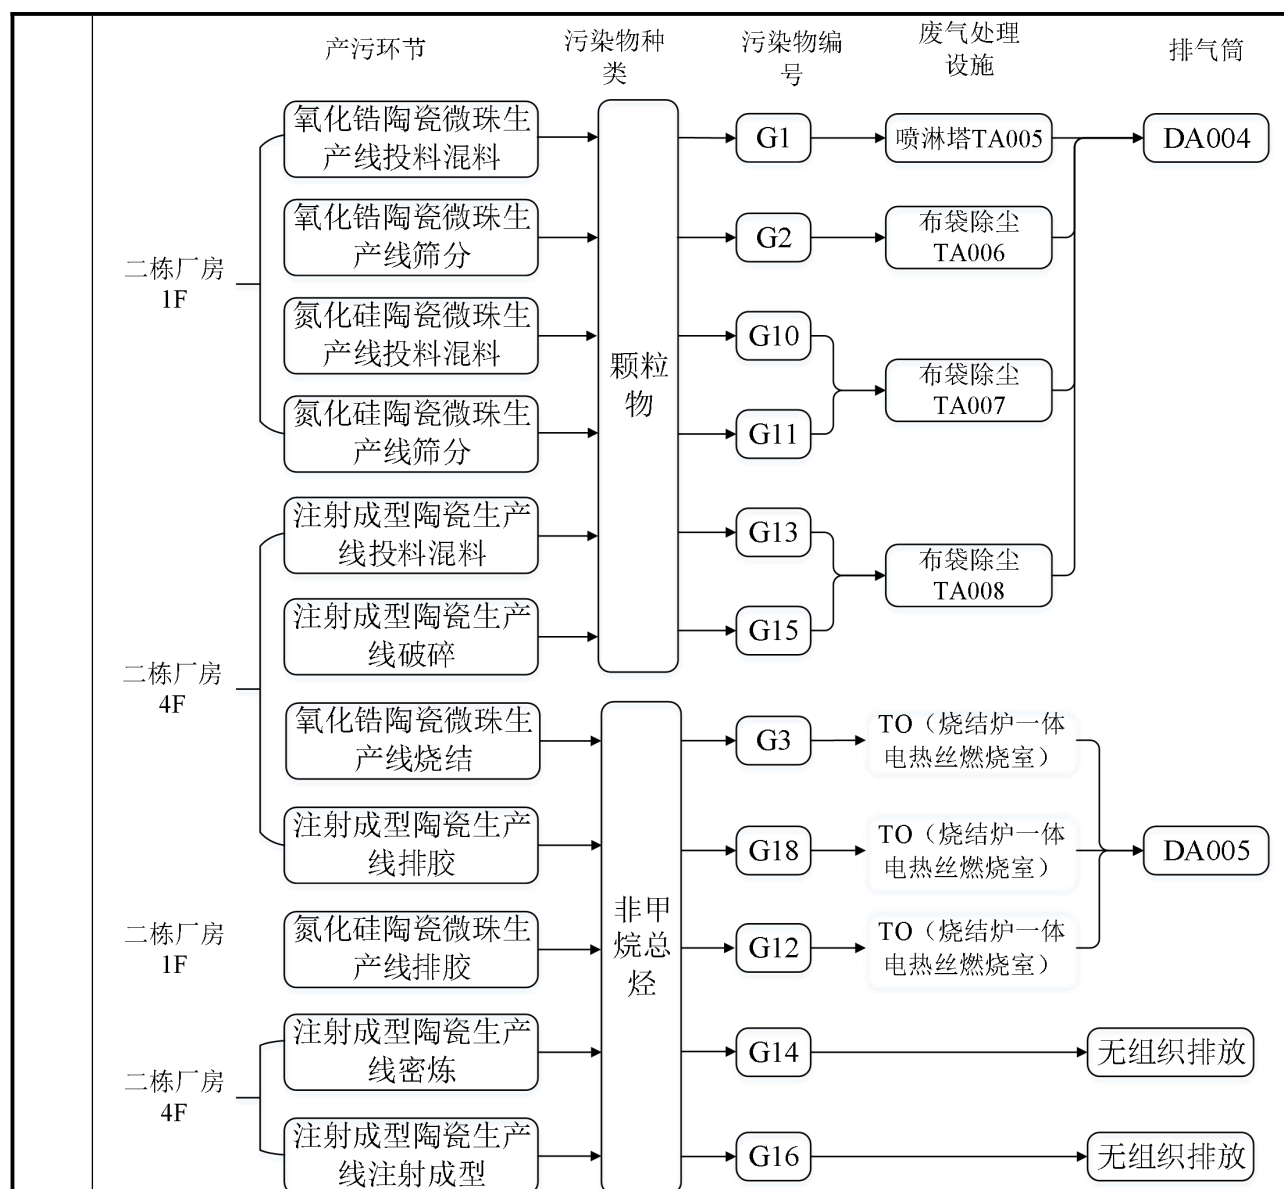 产污环节
污染物种
类
污染物编
号
废气处理
设施
排气筒
二栋厂房
1F
氧化锆陶瓷微珠生
产线投料混料
氧化锆陶瓷微珠生
产线筛分
氮化硅陶瓷微珠生
产线投料混料
氮化硅陶瓷微珠生
产线筛分
颗粒
物
G1
喷淋塔TA005
DA004
G2
布袋除尘
TA006
G10
G11
布袋除尘
TA007
二栋厂房
4F
注射成型陶瓷生产
线投料混料
注射成型陶瓷生产
线破碎
G13
G15
布袋除尘
TA008
氧化锆陶瓷微珠生
产线烧结
注射成型陶瓷生产
线排胶
非甲
烷总
烃
G3
TO（烧结炉一体
电热丝燃烧室）
G18
TO（烧结炉一体
电热丝燃烧室）
DA005
二栋厂房
1F
氮化硅陶瓷微珠生
产线排胶
G12
TO（烧结炉一体
电热丝燃烧室）
二栋厂房
4F
注射成型陶瓷生产
线密炼
G14
无组织排放
注射成型陶瓷生产
线注射成型
G16
无组织排放